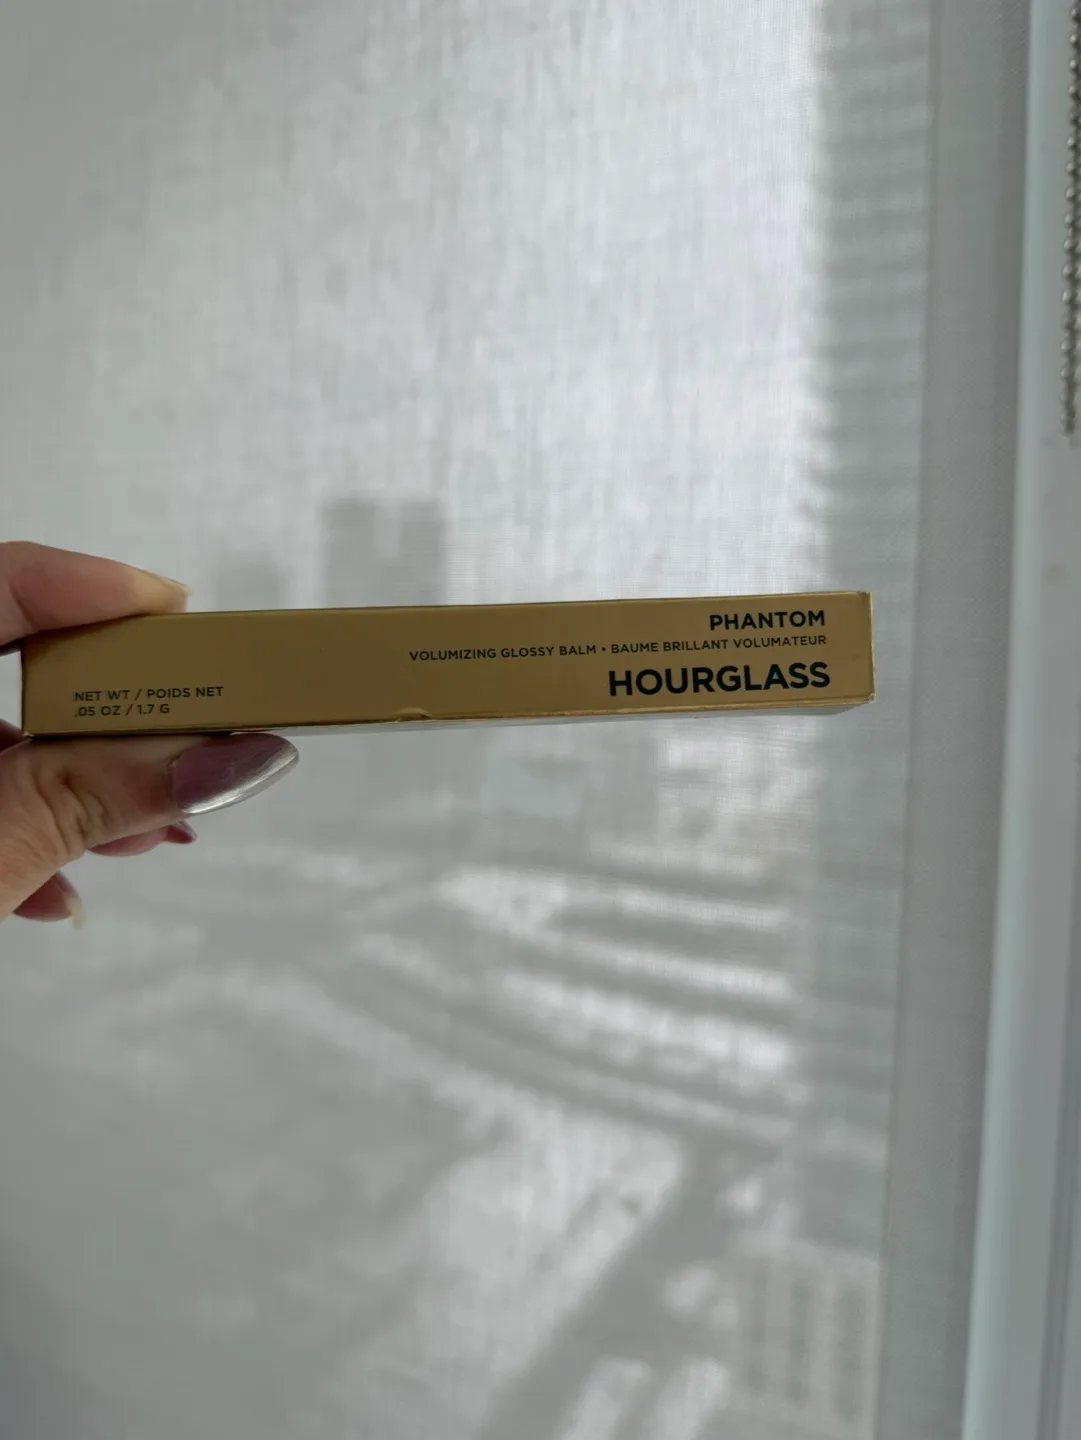 PHANTOM
VOLUMIZING GLOSSY BALM • BAUME BRILLANT VOLUMATEUR
HOURGLASS
NET WT / POIDS NET
.05 OZ / 1.7 G